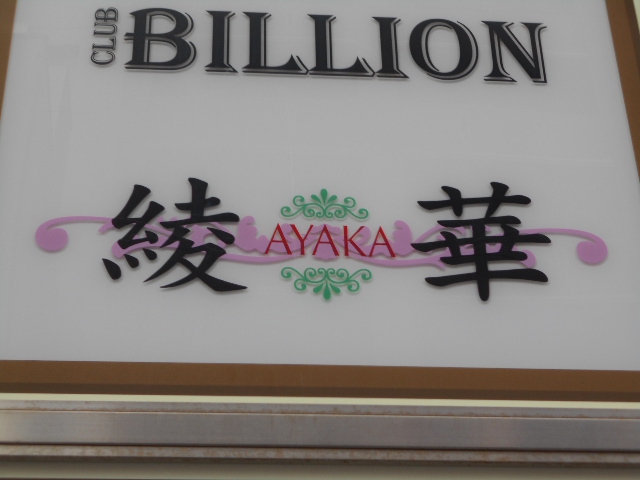 CLUB BILLION
綾 AYAKA 華